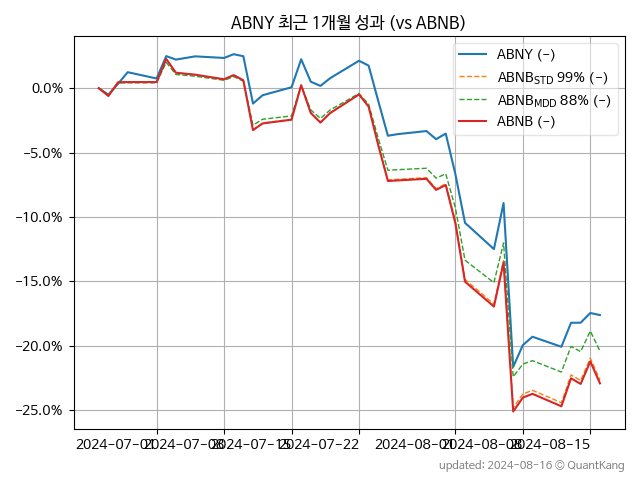 ABNY 최근 1개월 성과 (vs ABNB)
ABNY (-)
ABNB_STD 99% (-)
ABNB_MDD 88% (-)
ABNB (-)
0.0%
−5.0%
−10.0%
−15.0%
−20.0%
−25.0%
2024-07-01
2024-07-08
2024-07-15
2024-07-22
2024-08-01
2024-08-08
2024-08-15
updated: 2024-08-16 © QuantKang